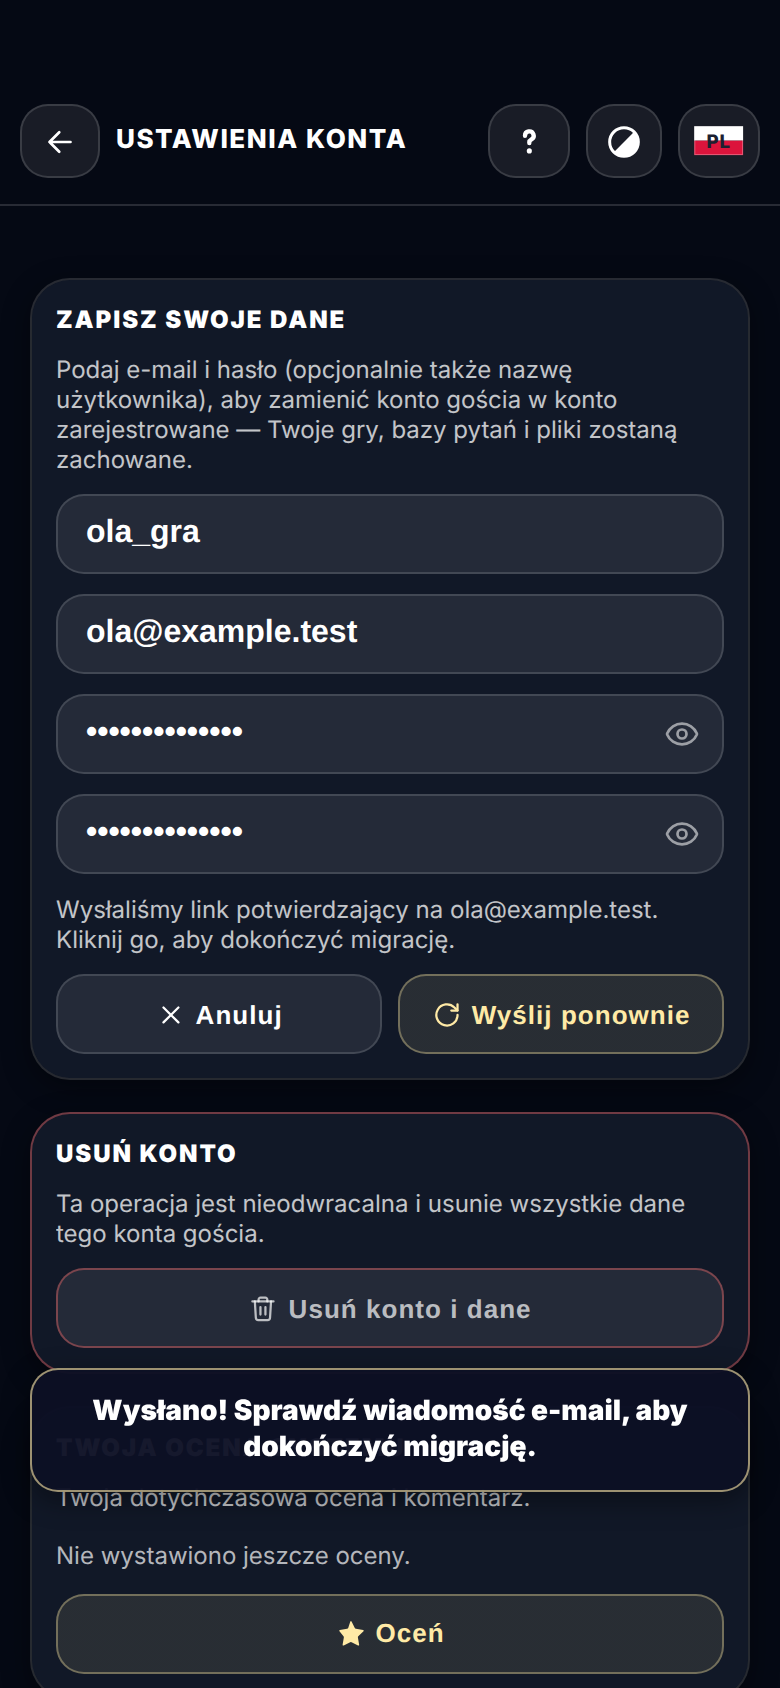 USTAWIENIA KONTA
?
PL
ZAPISZ SWOJE DANE
Podaj e-mail i hasło (opcjonalnie także nazwę
użytkownika), aby zamienić konto gościa w konto
zarejestrowane — Twoje gry, bazy pytań i pliki zostaną
zachowane.
ola_gra
ola@example.test
••••••••••••••
••••••••••••••
Wysłaliśmy link potwierdzający na ola@example.test.
Kliknij go, aby dokończyć migrację.
Anuluj
Wyślij ponownie
USUŃ KONTO
Ta operacja jest nieodwracalna i usunie wszystkie dane
tego konta gościa.
Usuń konto i dane
Wysłano! Sprawdź wiadomość e-mail, aby
dokończyć migrację.
TWOJA OCEN
Twoja dotychczasowa ocena i komentarz.
Nie wystawiono jeszcze oceny.
Oceń